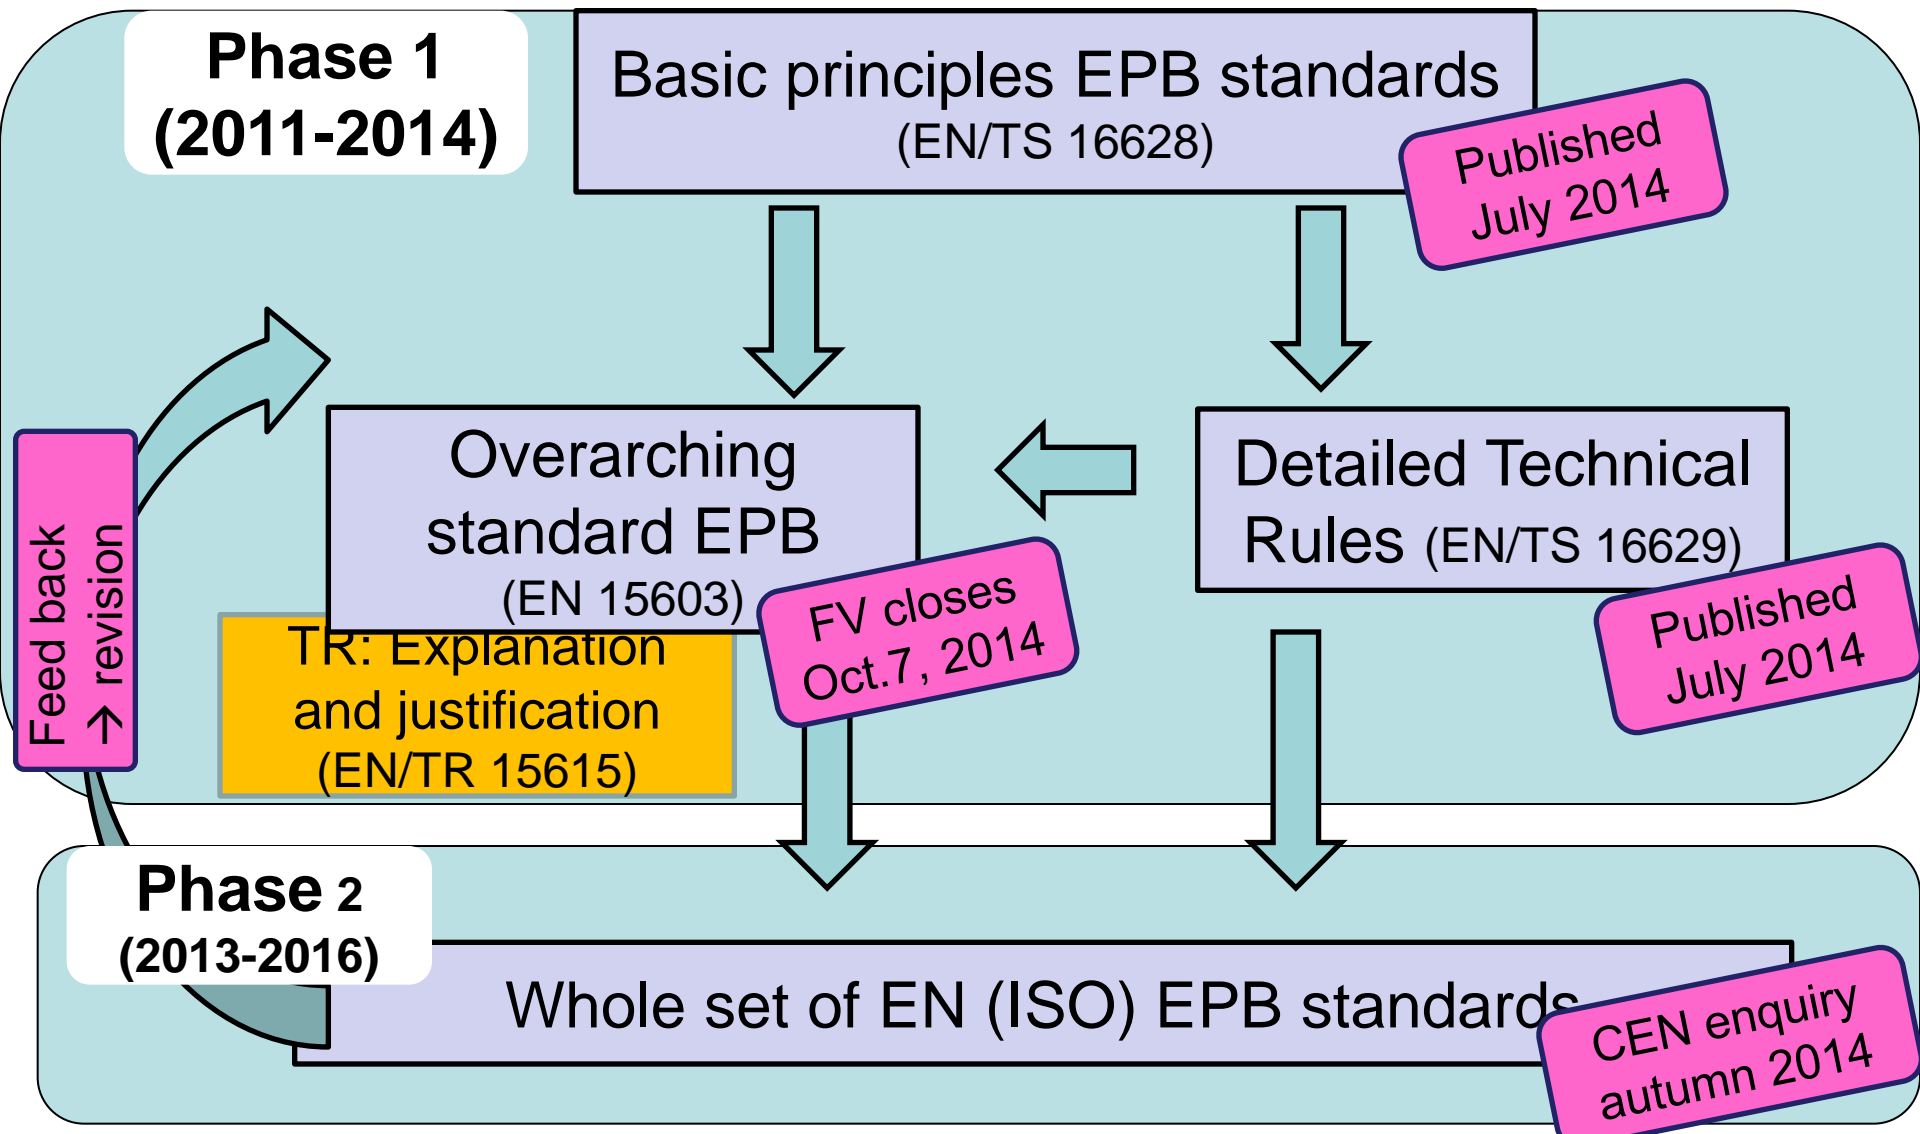 Phase 1
(2011-2014)
Basic principles EPB standards
(EN/TS 16628)
Published
July 2014
Overarching
standard EPB
(EN 15603)
FV closes
Oct.7, 2014
Detailed Technical
Rules (EN/TS 16629)
Published
July 2014
TR: Explanation
and justification
(EN/TR 15615)
Feed back
→ revision
Phase 2
(2013-2016)
Whole set of EN (ISO) EPB standards
CEN enquiry
autumn 2014